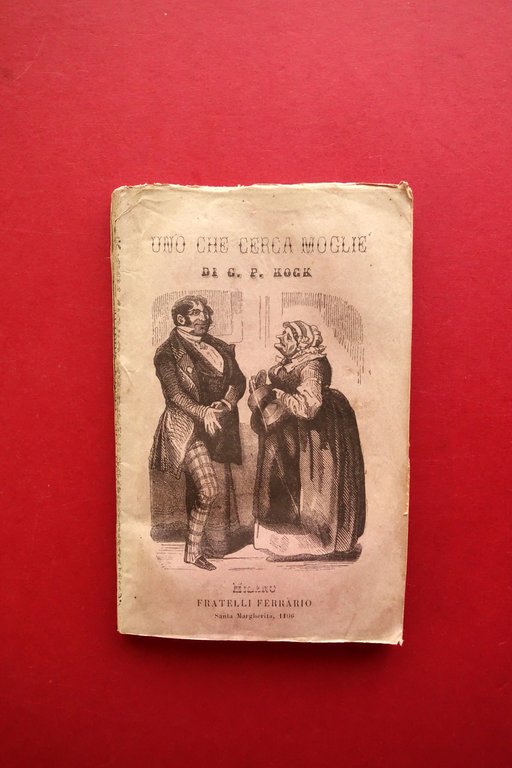 UNO CHE CERCA MOGLIE
DI G. P. KOCK
MILANO
FRATELLI FERRARIO
Santa Margherita, 1106